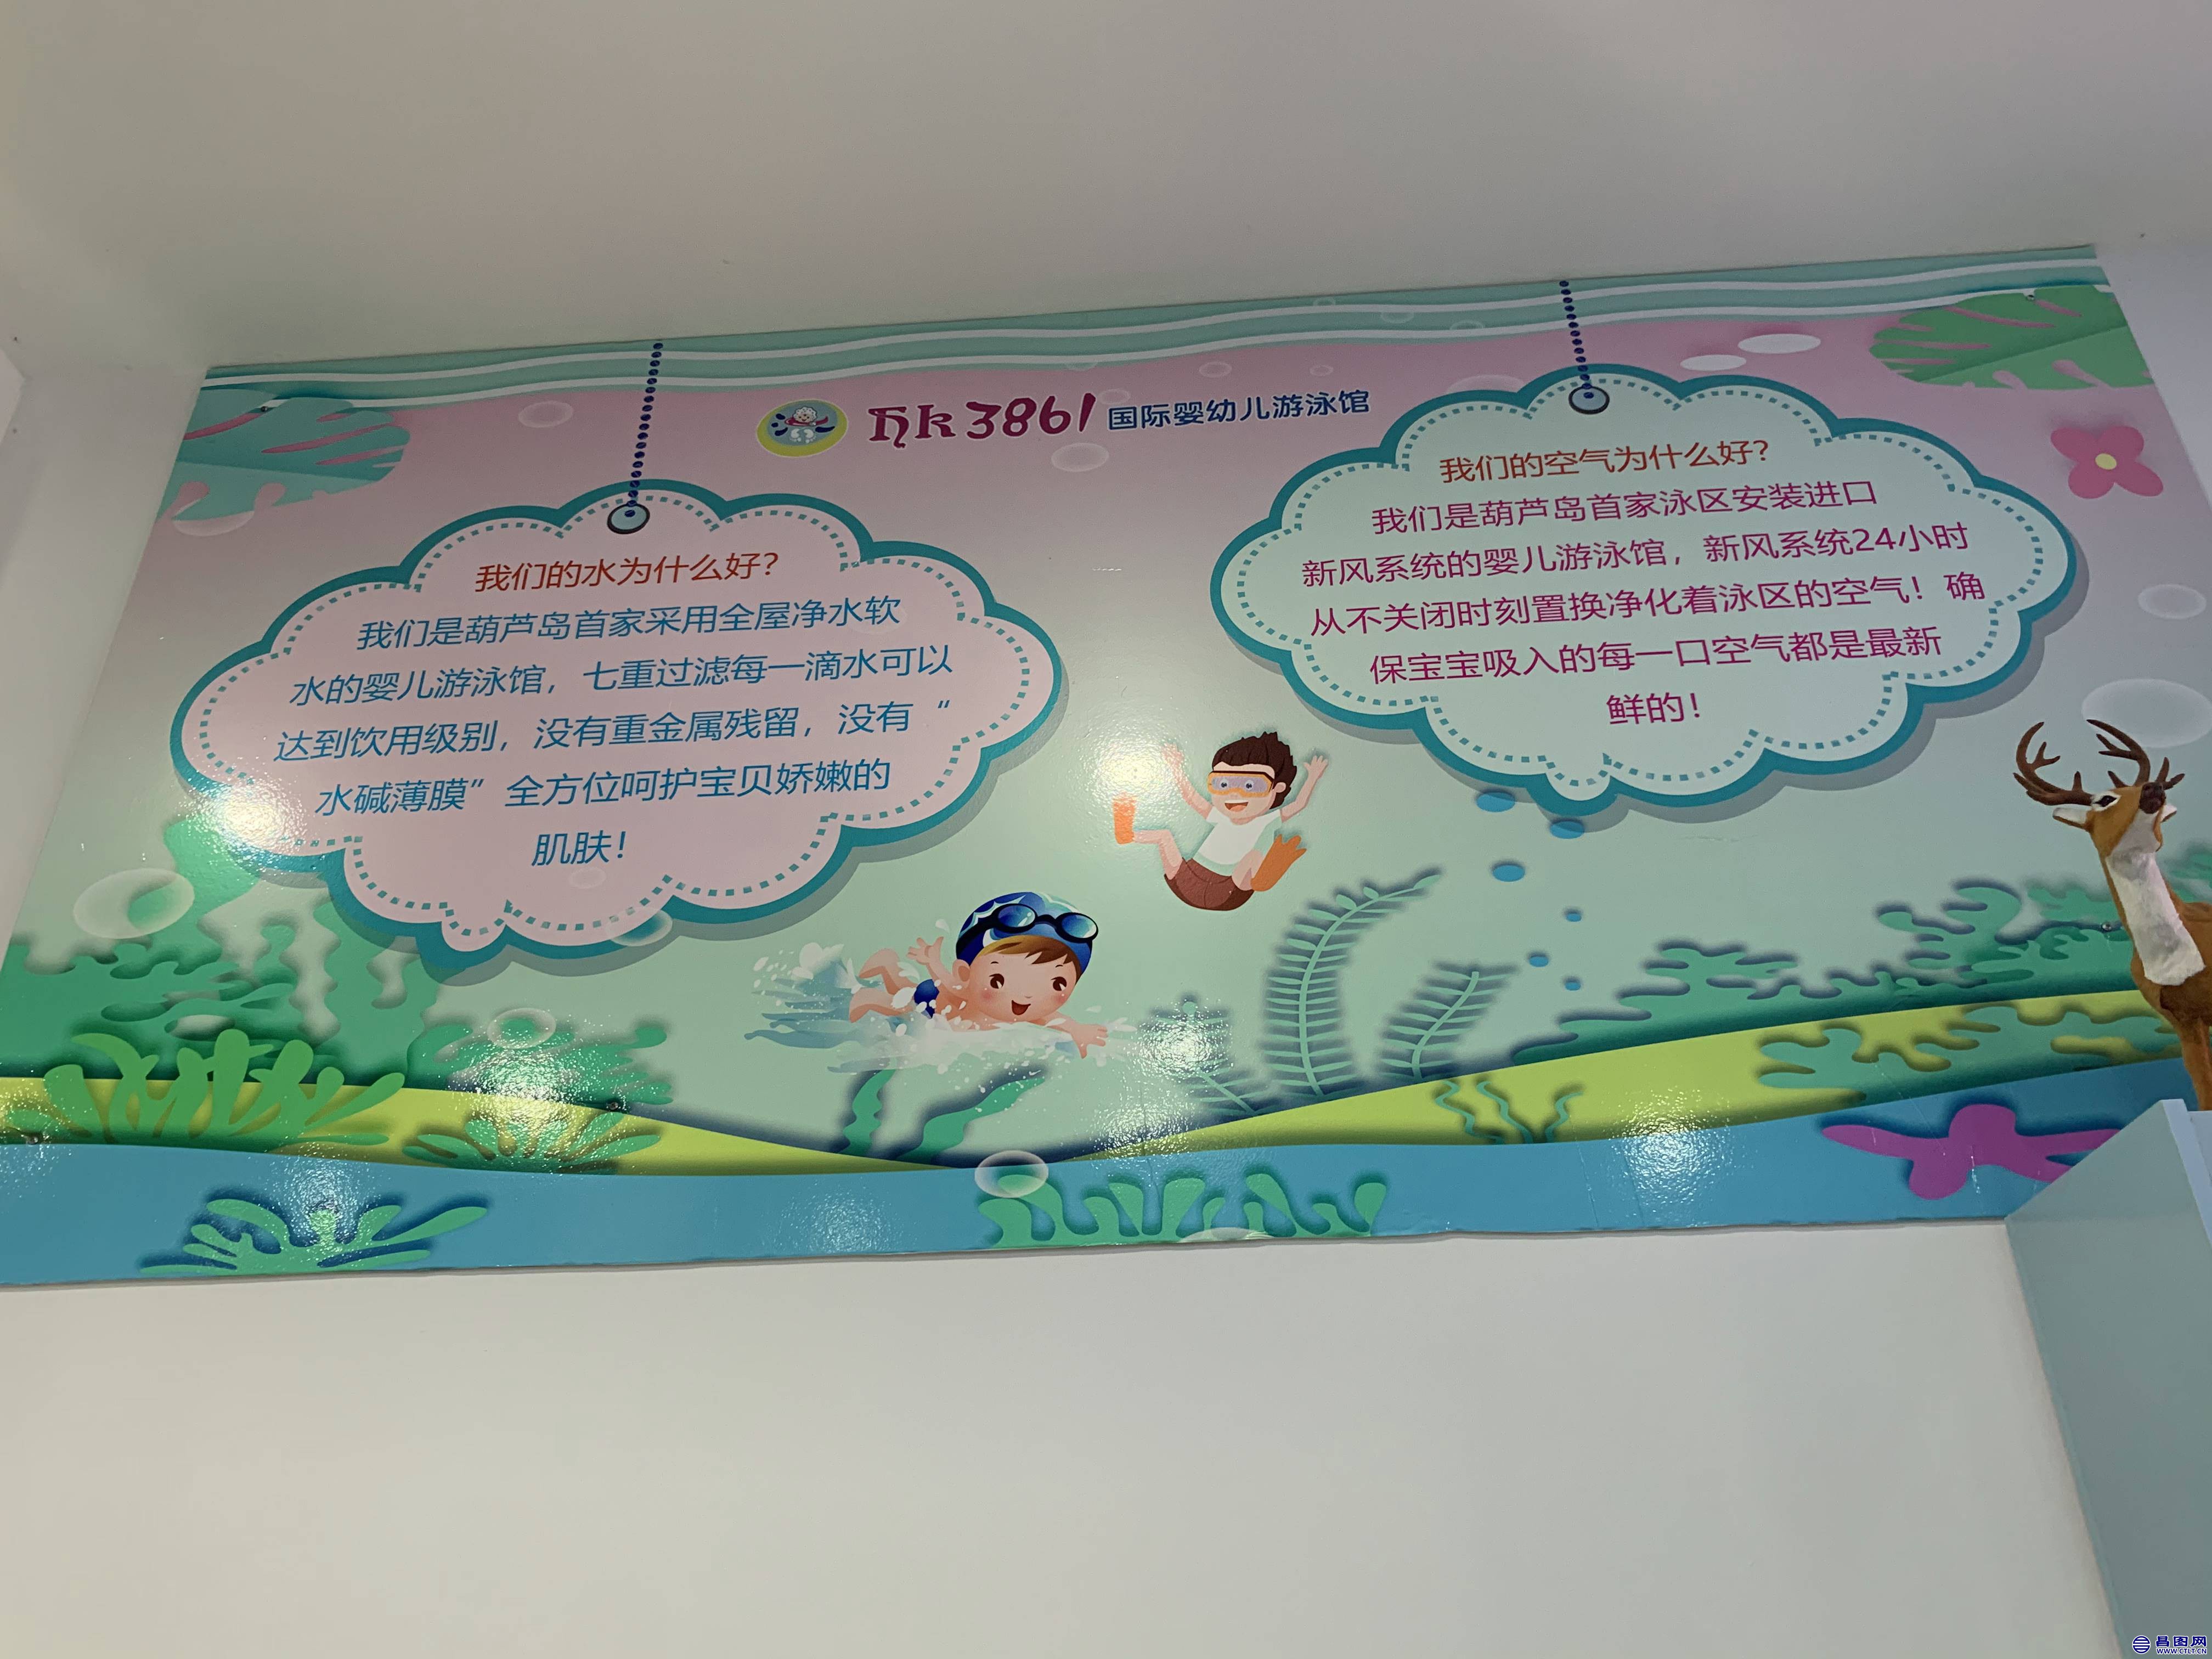 hk3861 国际婴幼儿游泳馆
我们的水为什么好？
我们是葫芦岛首家采用全屋净水软
水的婴儿游泳馆，七重过滤每一滴水可以
达到饮用级别，没有重金属残留，没有“
水碱薄膜”全方位呵护宝贝娇嫩的
肌肤！
我们的空气为什么好？
我们是葫芦岛首家泳区安装进口
新风系统的婴儿游泳馆，新风系统24小时
从不关闭时刻置换净化着泳区的空气！确
保宝宝吸入的每一口空气都是最新
鲜的！
昌图网
WWW.CTLT.CN